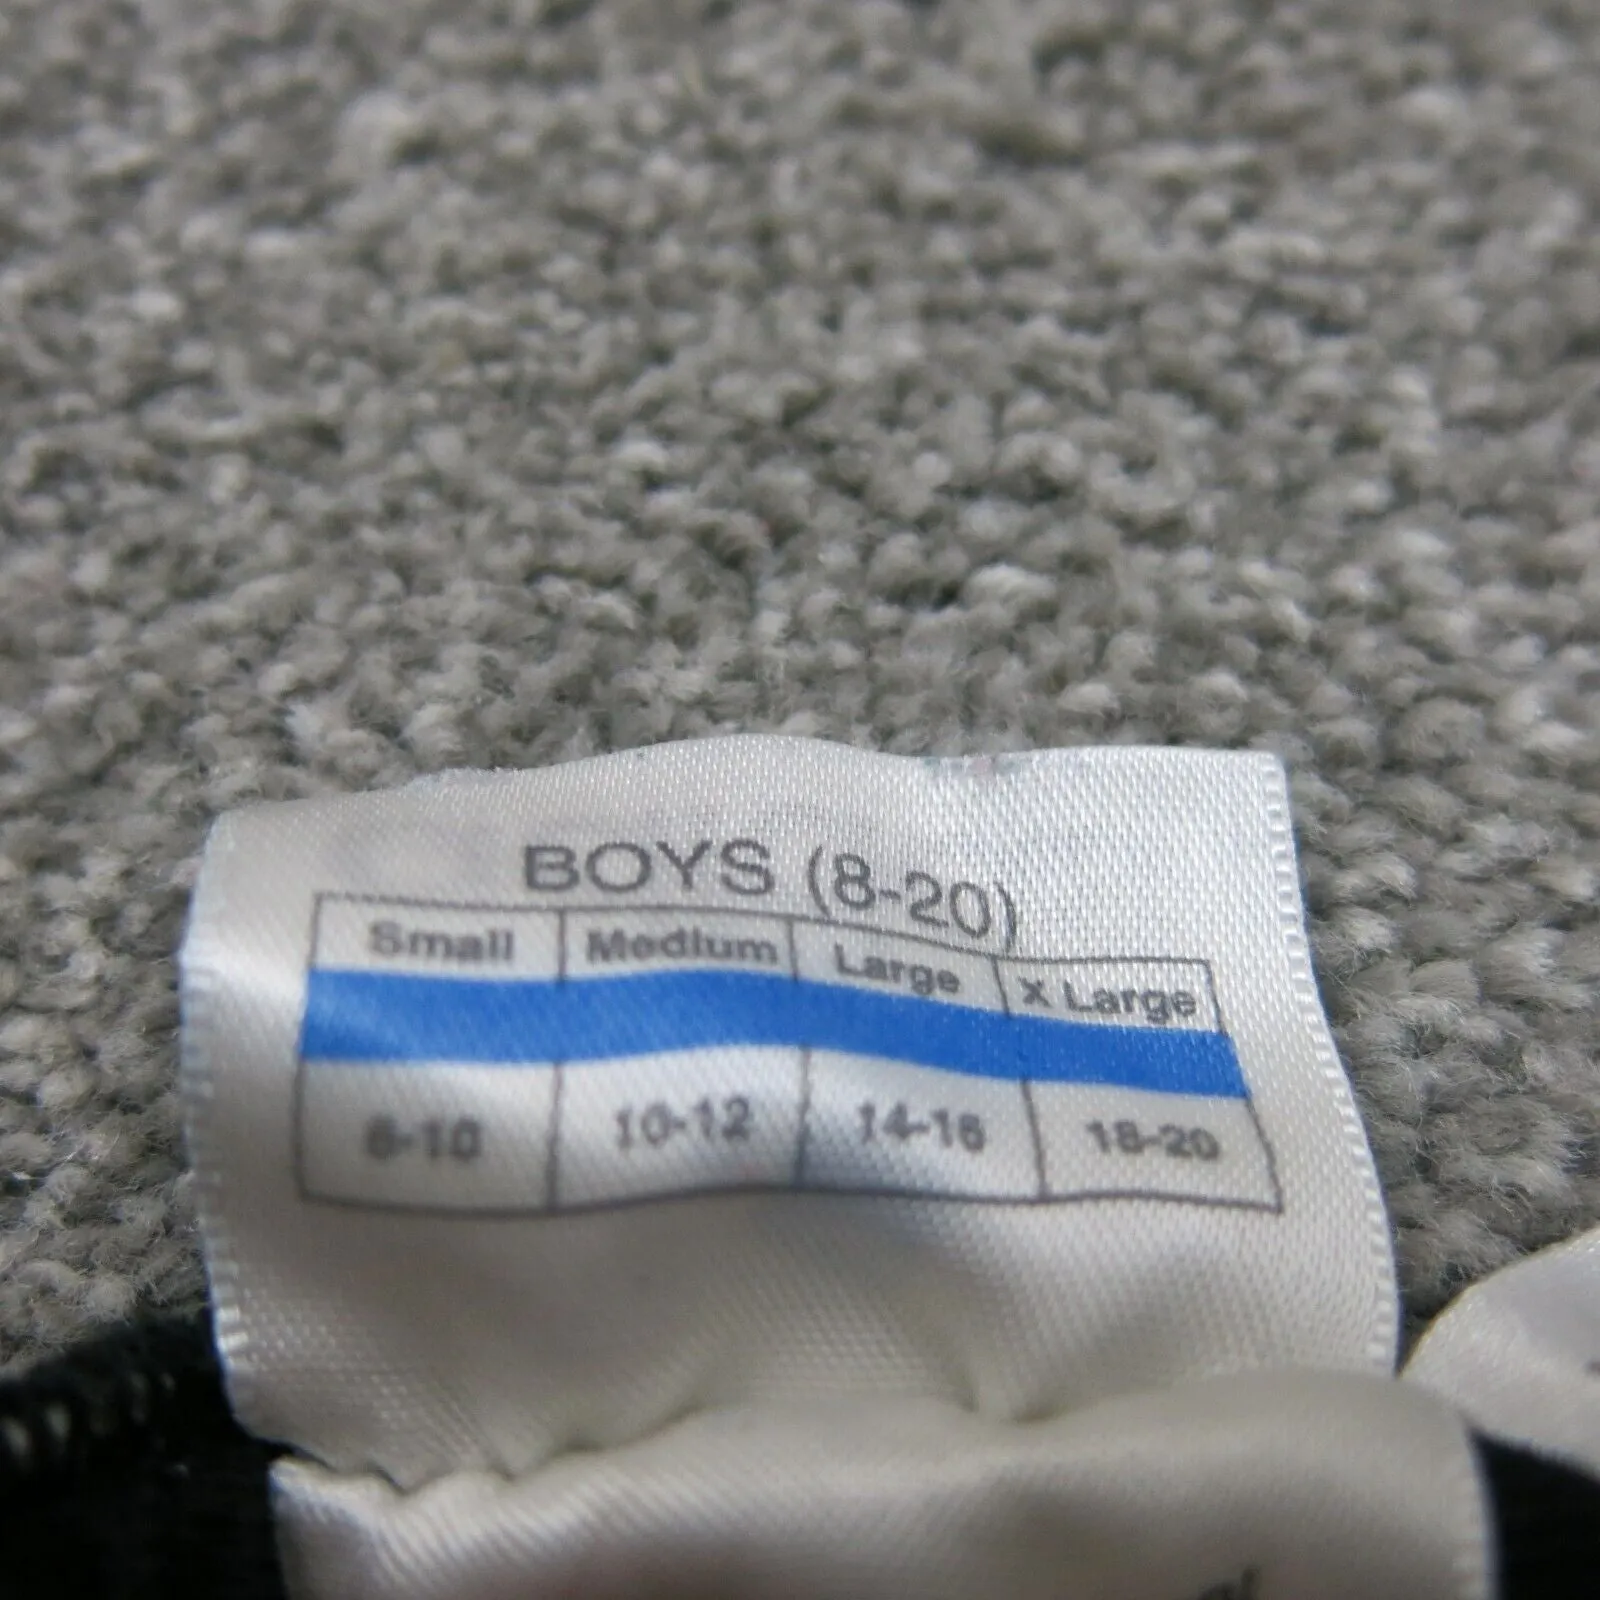 BOYS (8-20)
Small Medium Large X Large
8-10 10-12 14-16 18-20